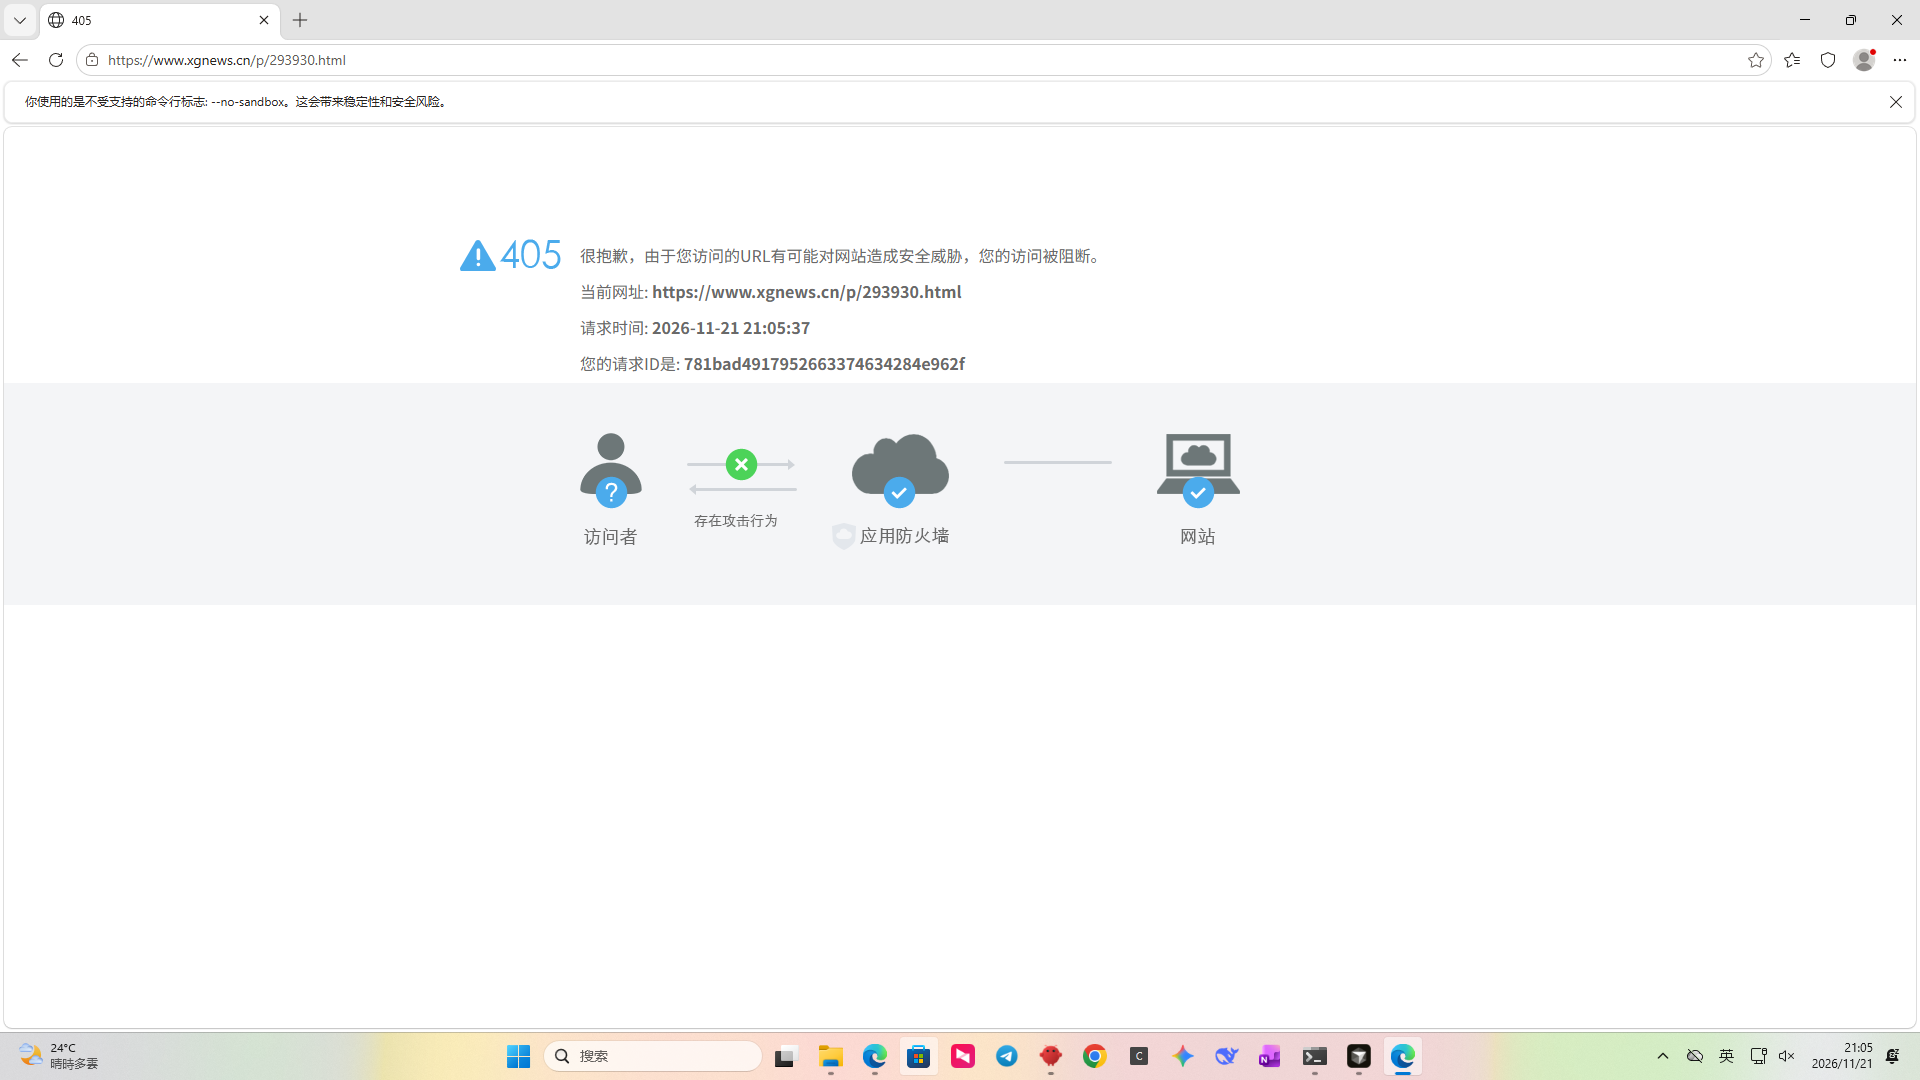 405
https://www.xgnews.cn/p/293930.html
你使用的是不受支持的命令行标志: --no-sandbox。这会带来稳定性和安全风险。
405
很抱歉，由于您访问的URL有可能对网站造成安全威胁，您的访问被阻断。
当前网址: https://www.xgnews.cn/p/293930.html
请求时间: 2026-11-21 21:05:37
您的请求ID是: 781bad4917952663374634284e962f
?
存在攻击行为
访问者
应用防火墙
网站
24°C
晴時多雲
搜索
C
N
英
21:05
2026/11/21